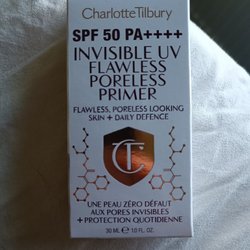 Charlotte Tilbury
SPF 50 PA++++
INVISIBLE UV
FLAWLESS
PORELESS
PRIMER
FLAWLESS, PORELESS LOOKING
SKIN + DAILY DEFENCE
CT
UNE PEAU ZÉRO DÉFAUT
AUX PORES INVISIBLES
+ PROTECTION QUOTIDIENNE
30 ML ℮ 1.0 FL. OZ.